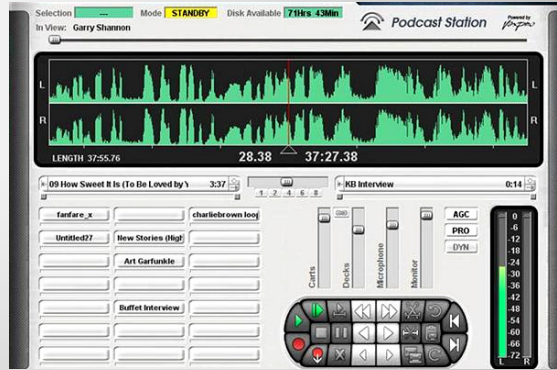 Selection --- Mode STANDBY Disk Available 71Hrs 43Min
Podcast Station
Powered by
In View: Garry Shannon
L L
R R
LENGTH 37:55.76 28.38 37:27.38
09 How Sweet It Is (To Be Loved by Y 3:37
KB Interview 0:14
1 2 4 6 8
fanfare_x
charliebrown loop
Untitled27
New Stories (High
Art Garfunkle
Buffet Interview
Carts
Decks
Microphone
Monitor
AGC
PRO
DYN
0
-6
-12
-18
-24
-30
-36
-42
-48
-54
-60
-66
-72
L R